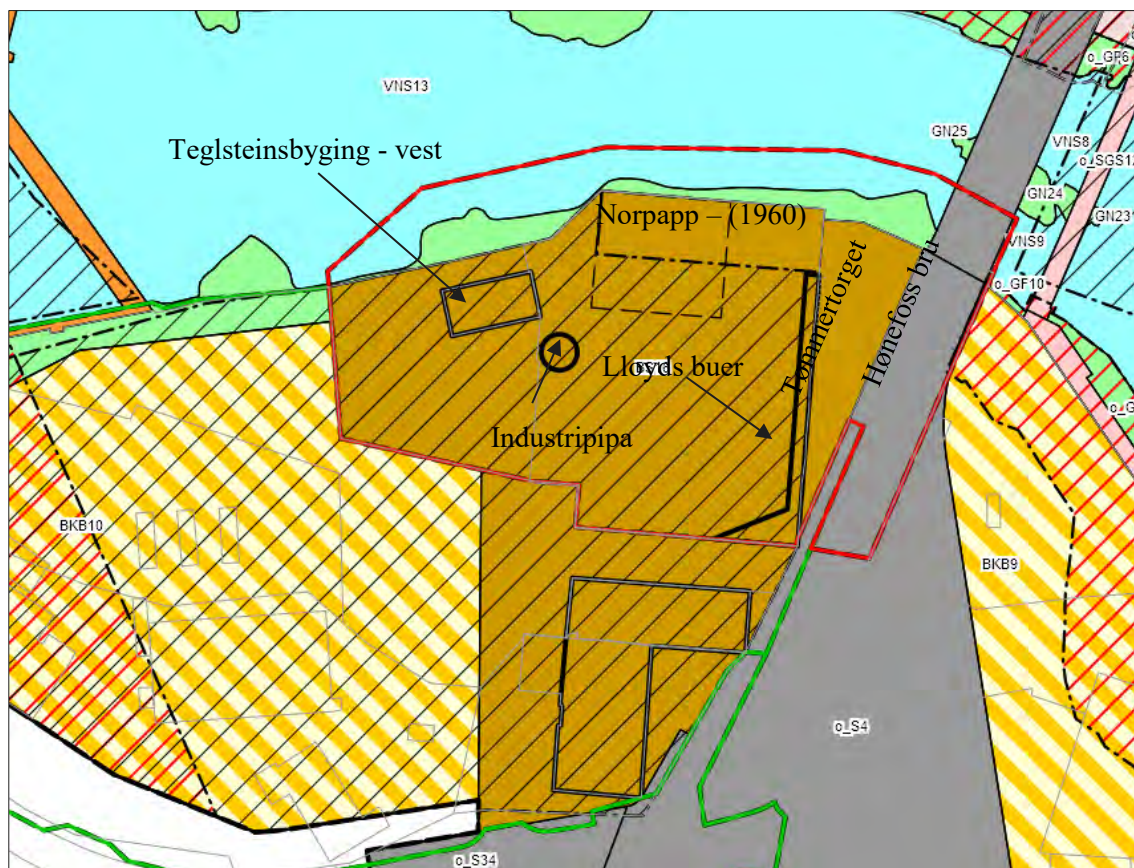 o_GP6
VNS13
GN25
VNS8
Teglsteinsbyging - vest
o_SGS12
GN24
Norpapp – (1960)
GN23
VNS9
Tømmertorget
Hønefoss bru
o_GF10
Lloyds buer
Industripipa
BKB10
BKB9
o_S4
o_S34